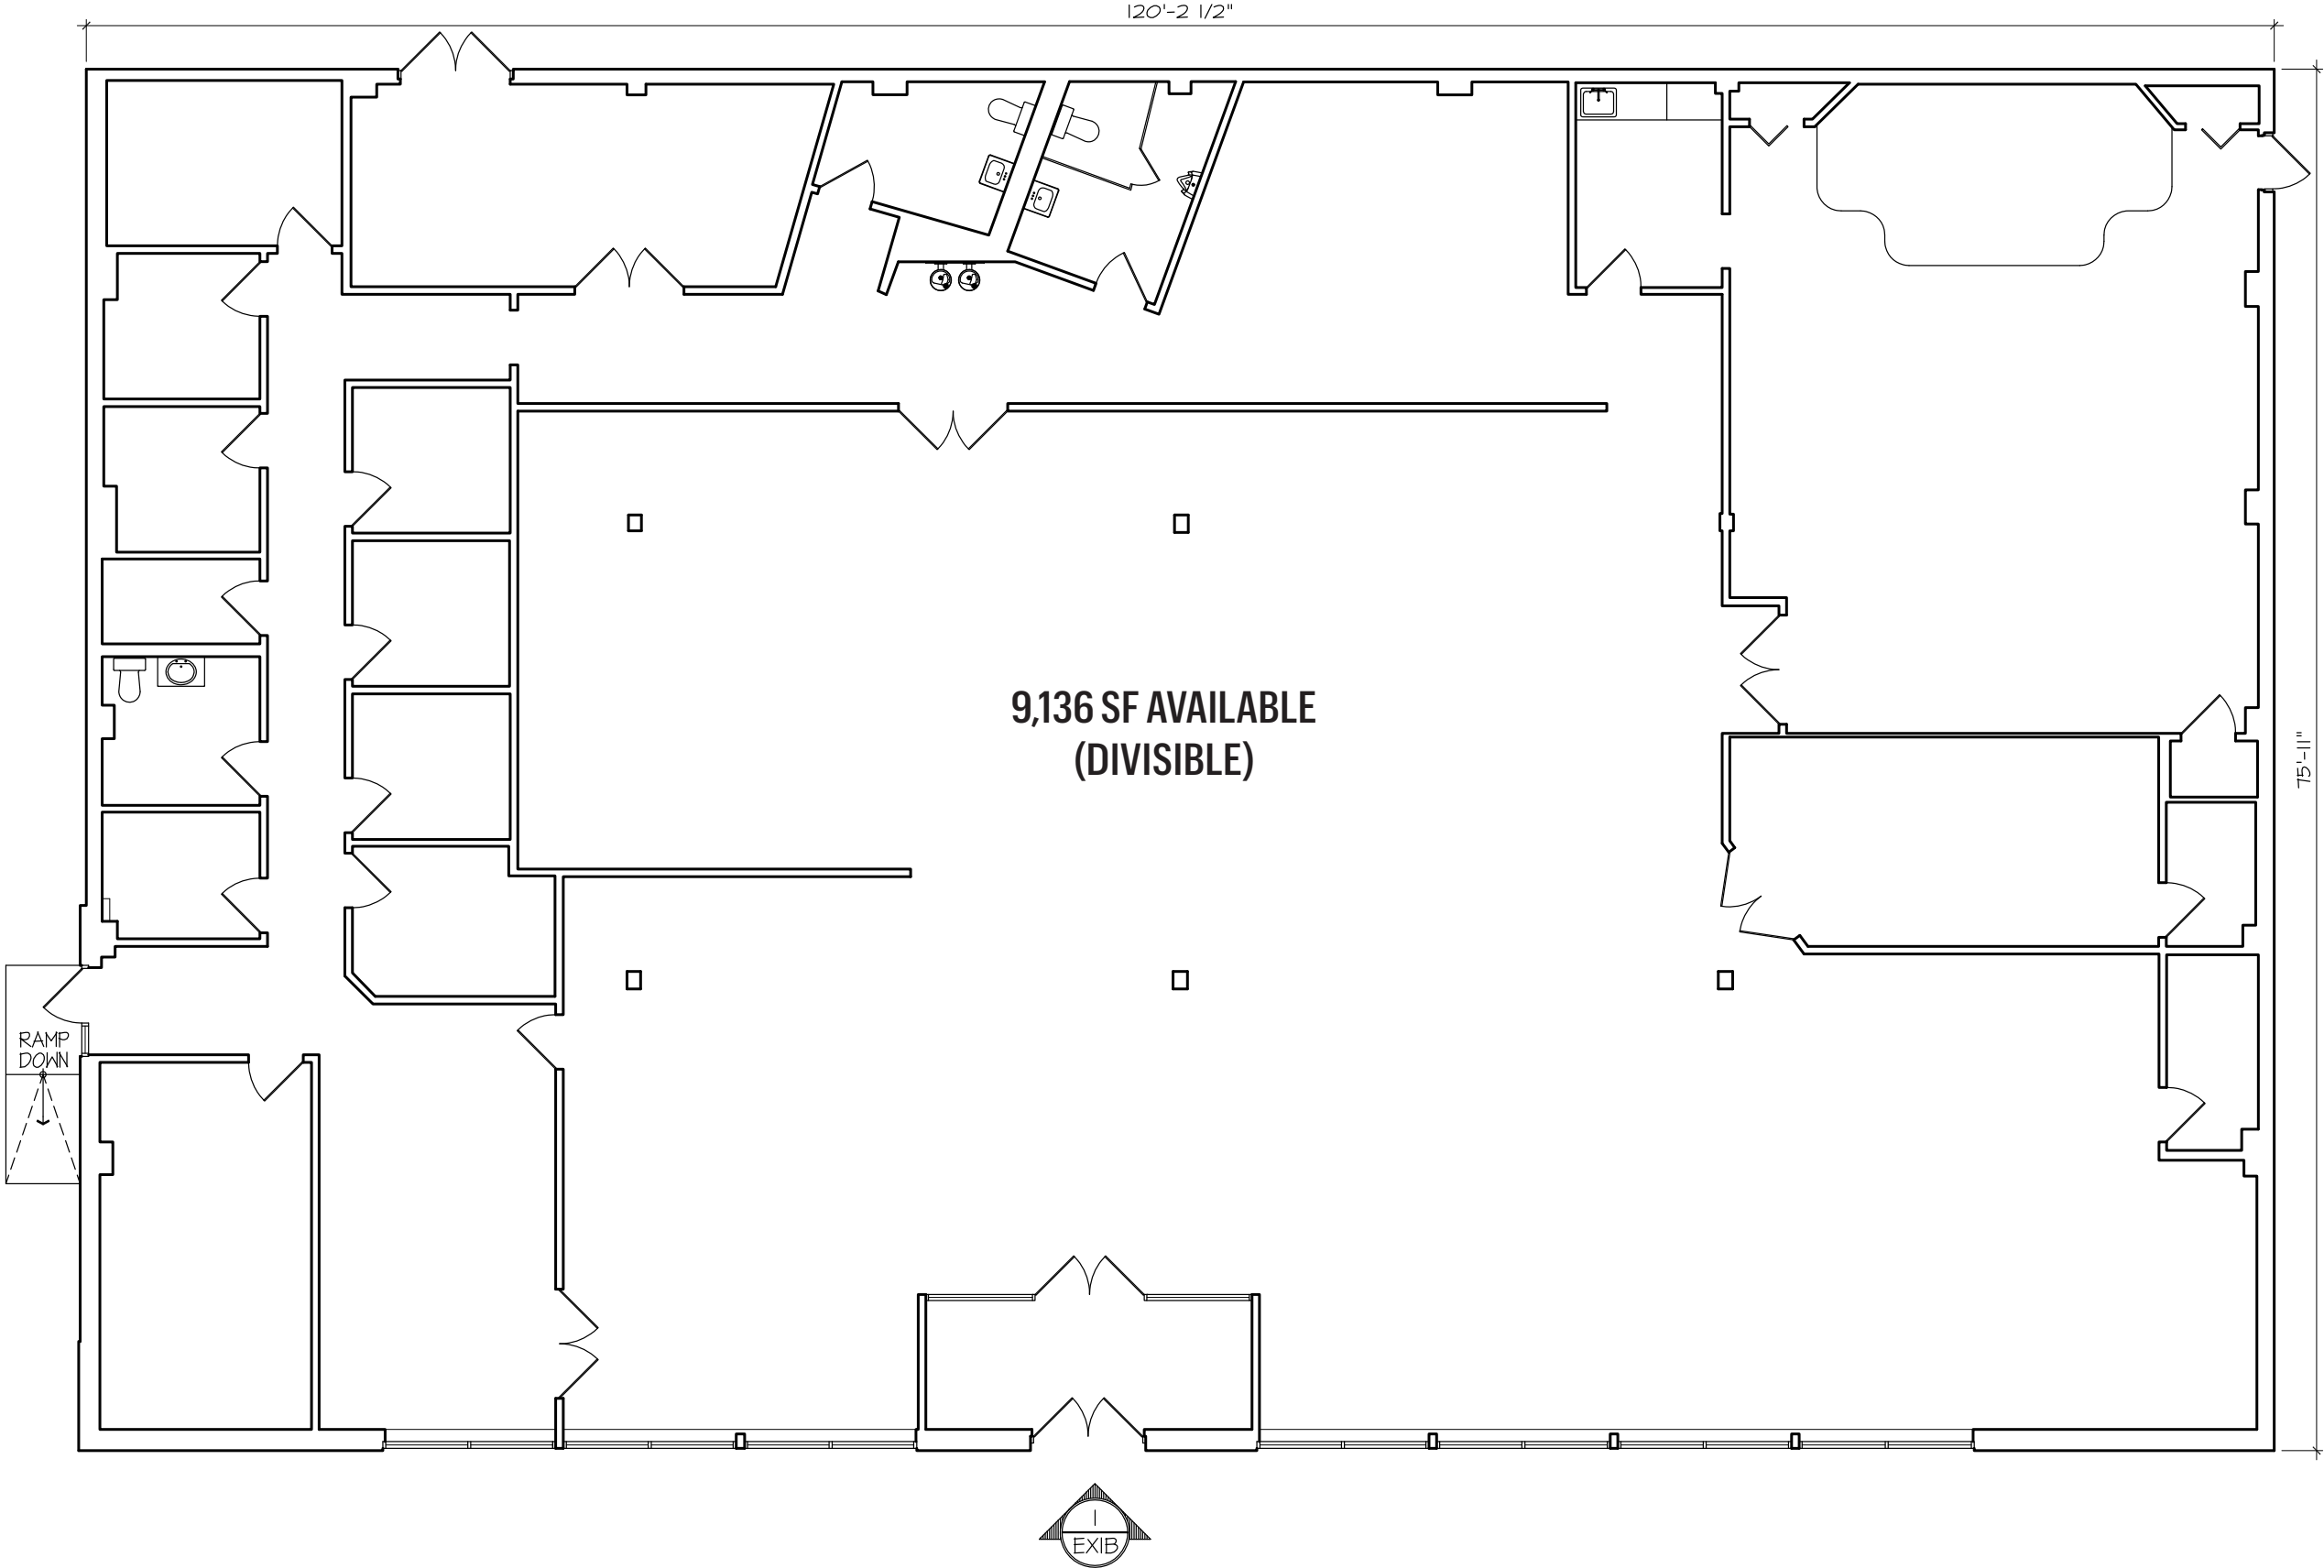 120'-2 1/2"
9,136 SF AVAILABLE
(DIVISIBLE)
75'-11"
RAMP
DOWN
1
EXIB